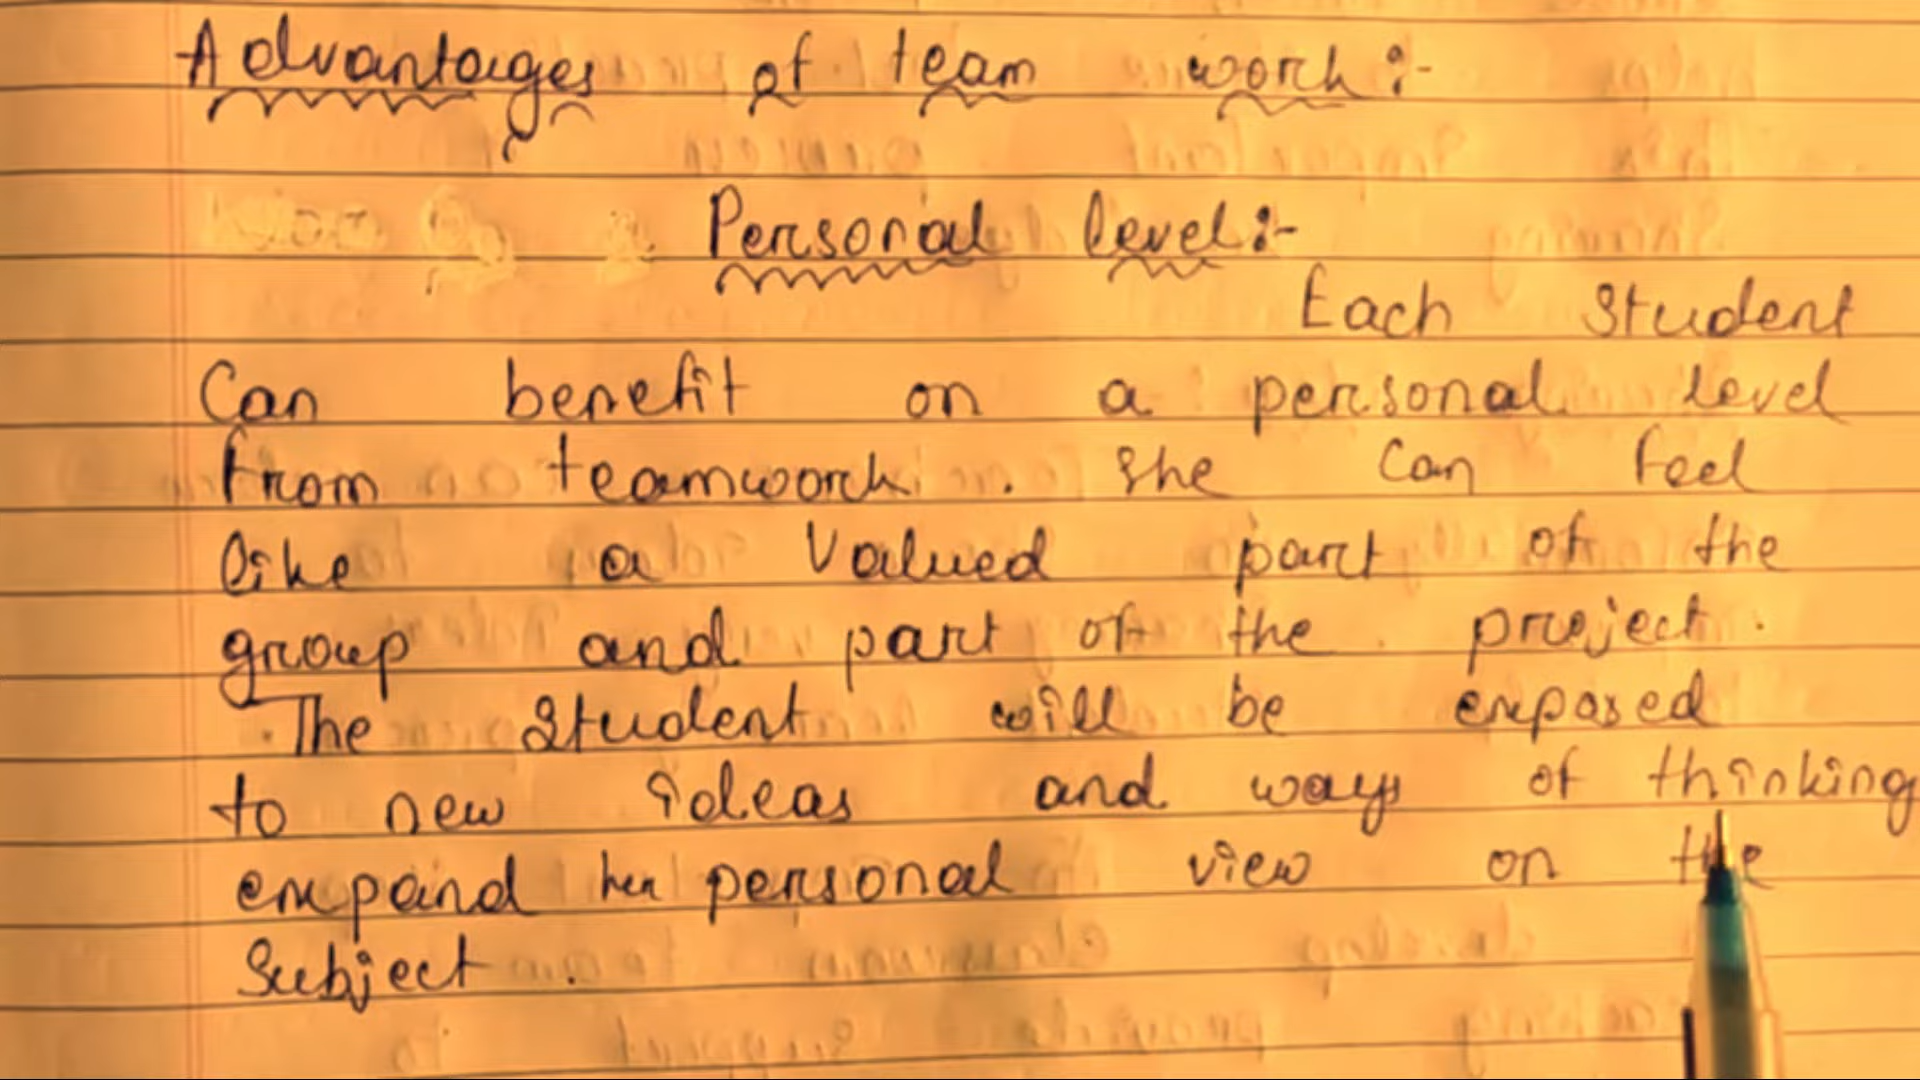 Advantages of team work :-
Personal level :-
Each student
Can benefit on a personal level
from teamwork . She can feel
like a valued part of the
group and part of the project .
The student will be exposed
to new ideas and ways of thinking
expand her personal view on the
Subject .